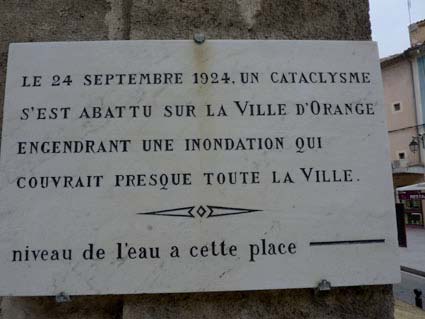 LE 24 SEPTEMBRE 1924, UN CATACLYSME
S'EST ABATTU SUR LA VILLE D'ORANGE
ENGENDRANT UNE INONDATION QUI
COUVRAIT PRESQUE TOUTE LA VILLE.
niveau de l'eau a cette place